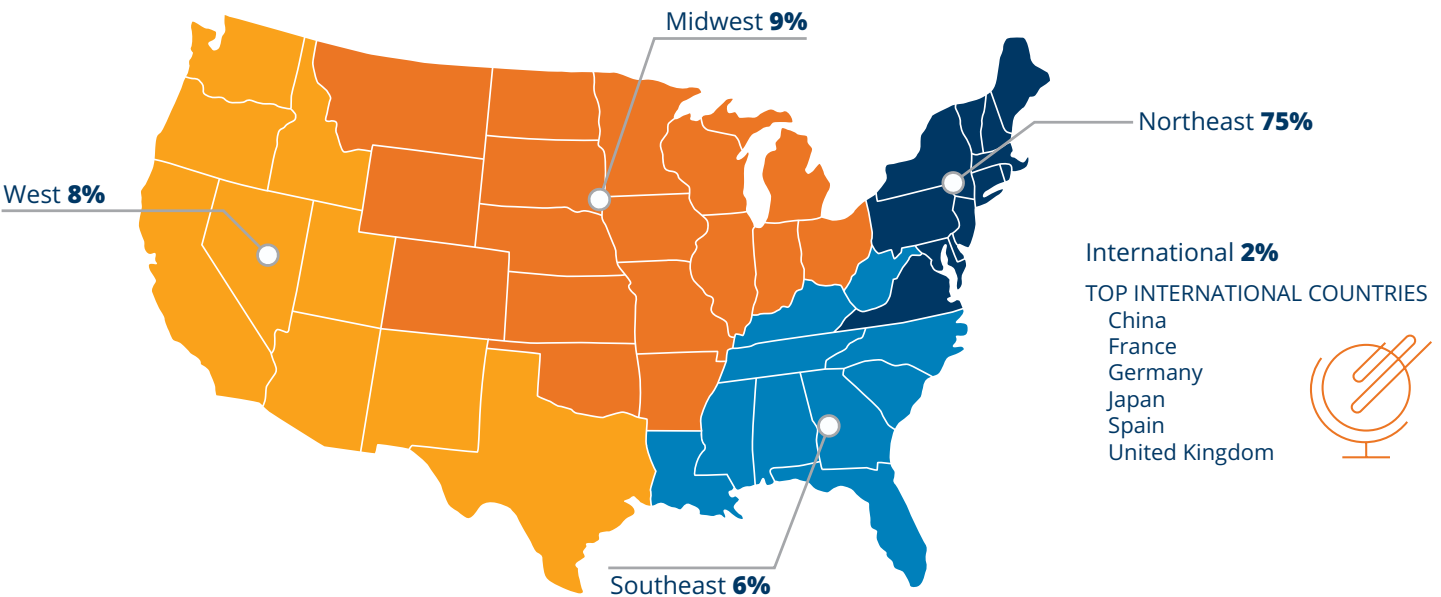 Midwest 9%
Northeast 75%
West 8%
International 2%
TOP INTERNATIONAL COUNTRIES
China
France
Germany
Japan
Spain
United Kingdom
Southeast 6%